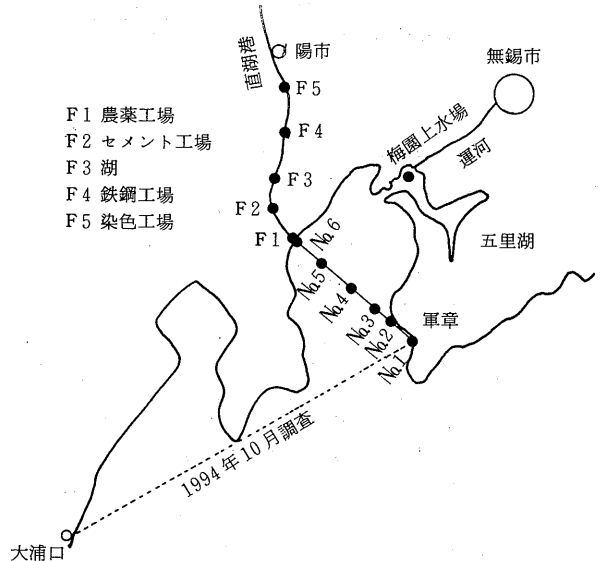 直湖港
陽市
無錫市
F5
梅園上水場
運河
F1 農薬工場
F2 セメント工場
F3 湖
F4 鉄鋼工場
F5 染色工場
F4
F3
F2
F1
No.6
五里湖
No.5
No.4
軍章
No.3
No.2
No.1
1994年10月調査
大浦口